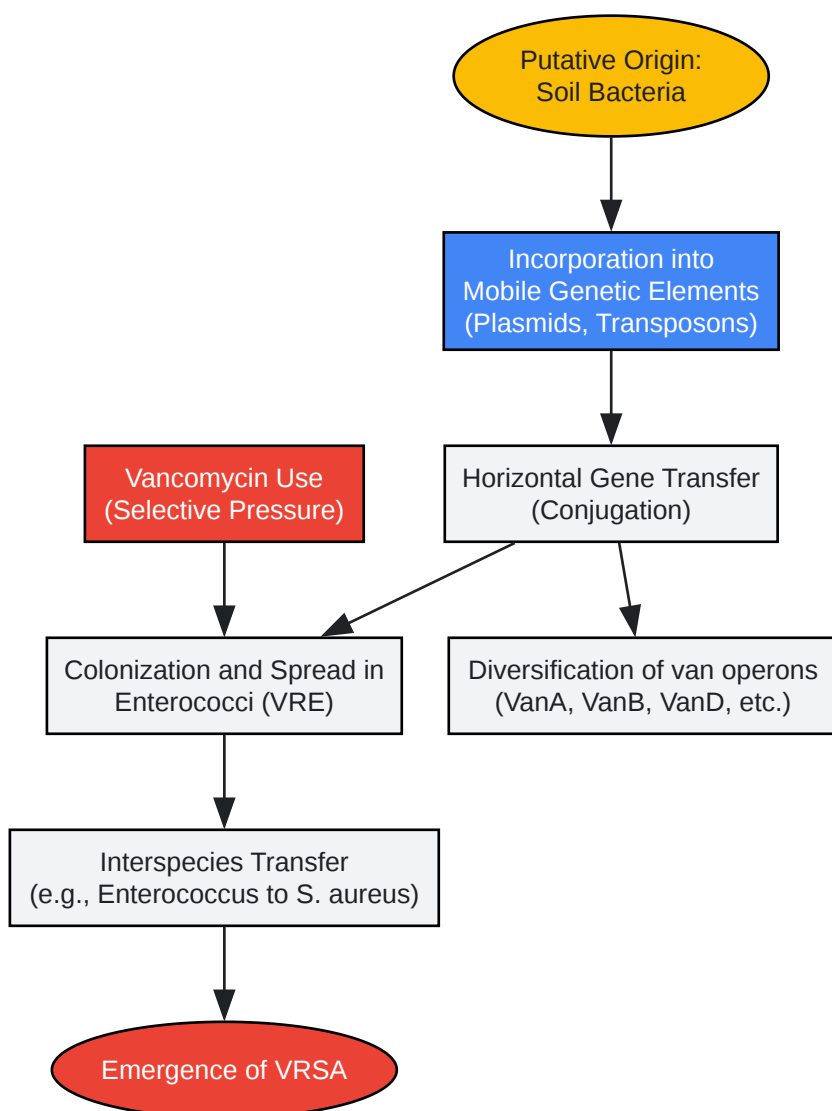 Putative Origin:
Soil Bacteria
Incorporation into
Mobile Genetic Elements
(Plasmids, Transposons)
Vancomycin Use
(Selective Pressure)
Horizontal Gene Transfer
(Conjugation)
Colonization and Spread in
Enterococci (VRE)
Diversification of van operons
(VanA, VanB, VanD, etc.)
Interspecies Transfer
(e.g., Enterococcus to S. aureus)
Emergence of VRSA